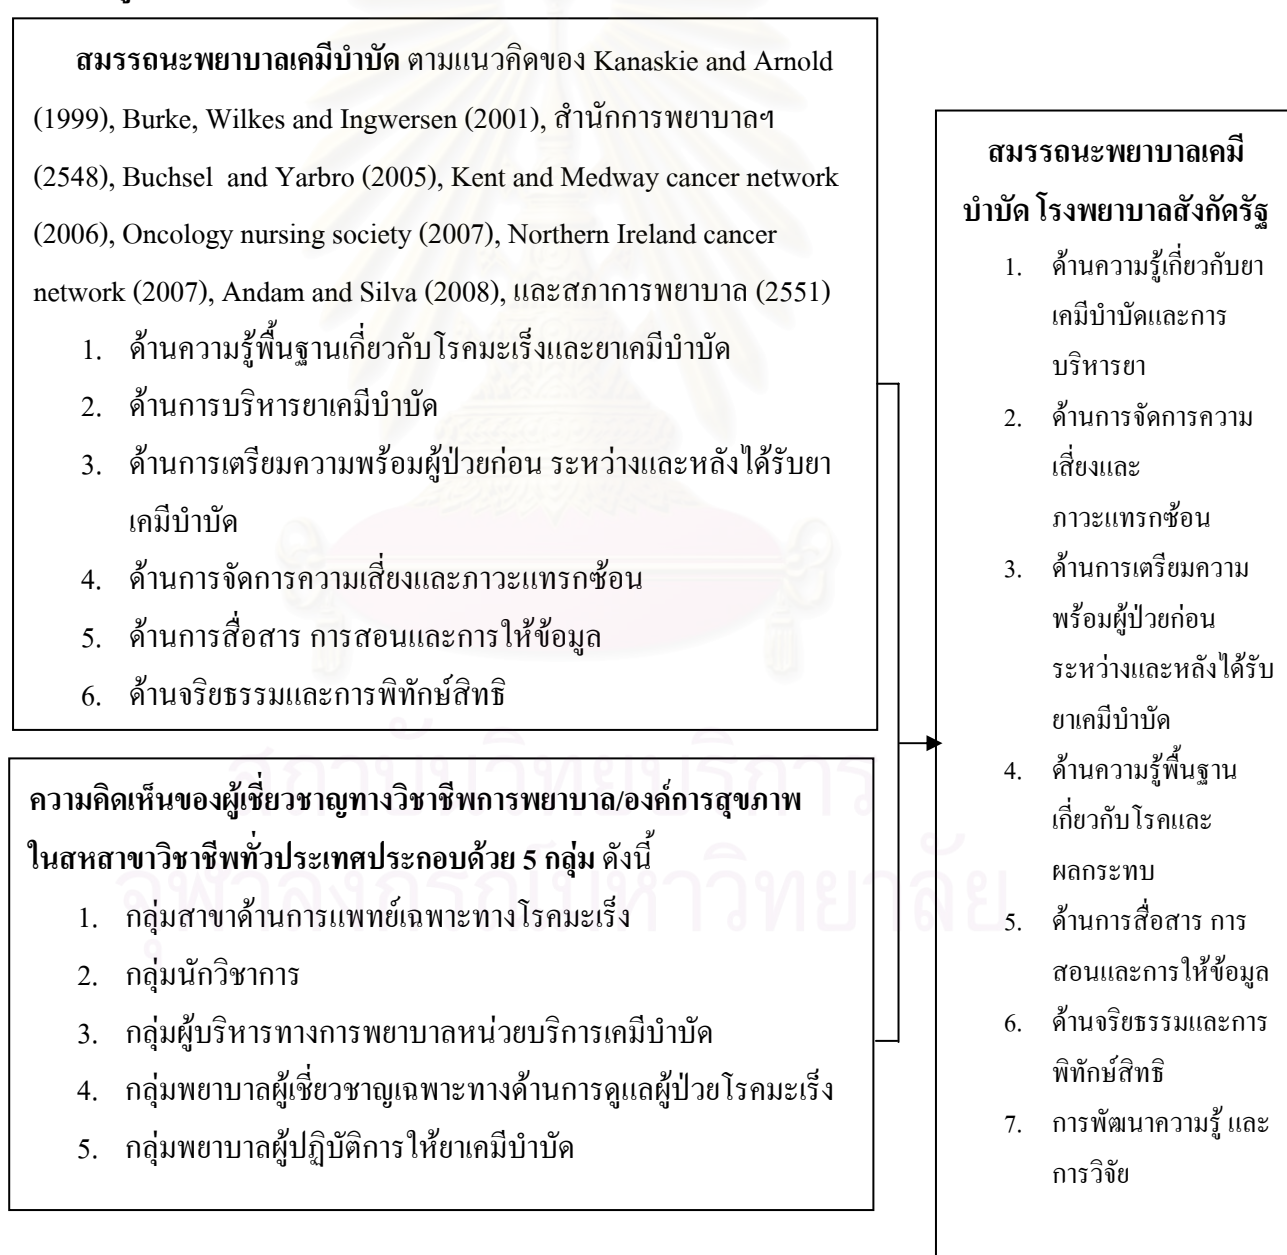 สมรรถนะพยาบาลเคมีบำบัด ตามแนวคิดของ Kanaskie and Arnold
(1999), Burke, Wilkes and Ingwersen (2001), สำนักการพยาบาลฯ
(2548), Buchsel and Yarbro (2005), Kent and Medway cancer network
(2006), Oncology nursing society (2007), Northern Ireland cancer
network (2007), Andam and Silva (2008), และสภาการพยาบาล (2551)
1. ด้านความรู้พื้นฐานเกี่ยวกับโรคมะเร็งและยาเคมีบำบัด
2. ด้านการบริหารยาเคมีบำบัด
3. ด้านการเตรียมความพร้อมผู้ป่วยก่อน ระหว่างและหลังได้รับยา
เคมีบำบัด
4. ด้านการจัดการความเสี่ยงและภาวะแทรกซ้อน
5. ด้านการสื่อสาร การสอนและการให้ข้อมูล
6. ด้านจริยธรรมและการพิทักษ์สิทธิ
ความคิดเห็นของผู้เชี่ยวชาญทางวิชาชีพการพยาบาล/องค์การสุขภาพ
ในสหสาขาวิชาชีพทั่วประเทศประกอบด้วย 5 กลุ่ม ดังนี้
1. กลุ่มสาขาด้านการแพทย์เฉพาะทางโรคมะเร็ง
2. กลุ่มนักวิชาการ
3. กลุ่มผู้บริหารทางการพยาบาลหน่วยบริการเคมีบำบัด
4. กลุ่มพยาบาลผู้เชี่ยวชาญเฉพาะทางด้านการดูแลผู้ป่วยโรคมะเร็ง
5. กลุ่มพยาบาลผู้ปฏิบัติการให้ยาเคมีบำบัด
สมรรถนะพยาบาลเคมี
บำบัด โรงพยาบาลสังกัดรัฐ
1. ด้านความรู้เกี่ยวกับยา
เคมีบำบัดและการ
บริหารยา
2. ด้านการจัดการความ
เสี่ยงและ
ภาวะแทรกซ้อน
3. ด้านการเตรียมความ
พร้อมผู้ป่วยก่อน
ระหว่างและหลังได้รับ
ยาเคมีบำบัด
4. ด้านความรู้พื้นฐาน
เกี่ยวกับโรคและ
ผลกระทบ
5. ด้านการสื่อสาร การ
สอนและการให้ข้อมูล
6. ด้านจริยธรรมและการ
พิทักษ์สิทธิ
7. การพัฒนาความรู้ และ
การวิจัย
สถาบันวิทยบริการ
จุฬาลงกรณ์มหาวิทยาลัย